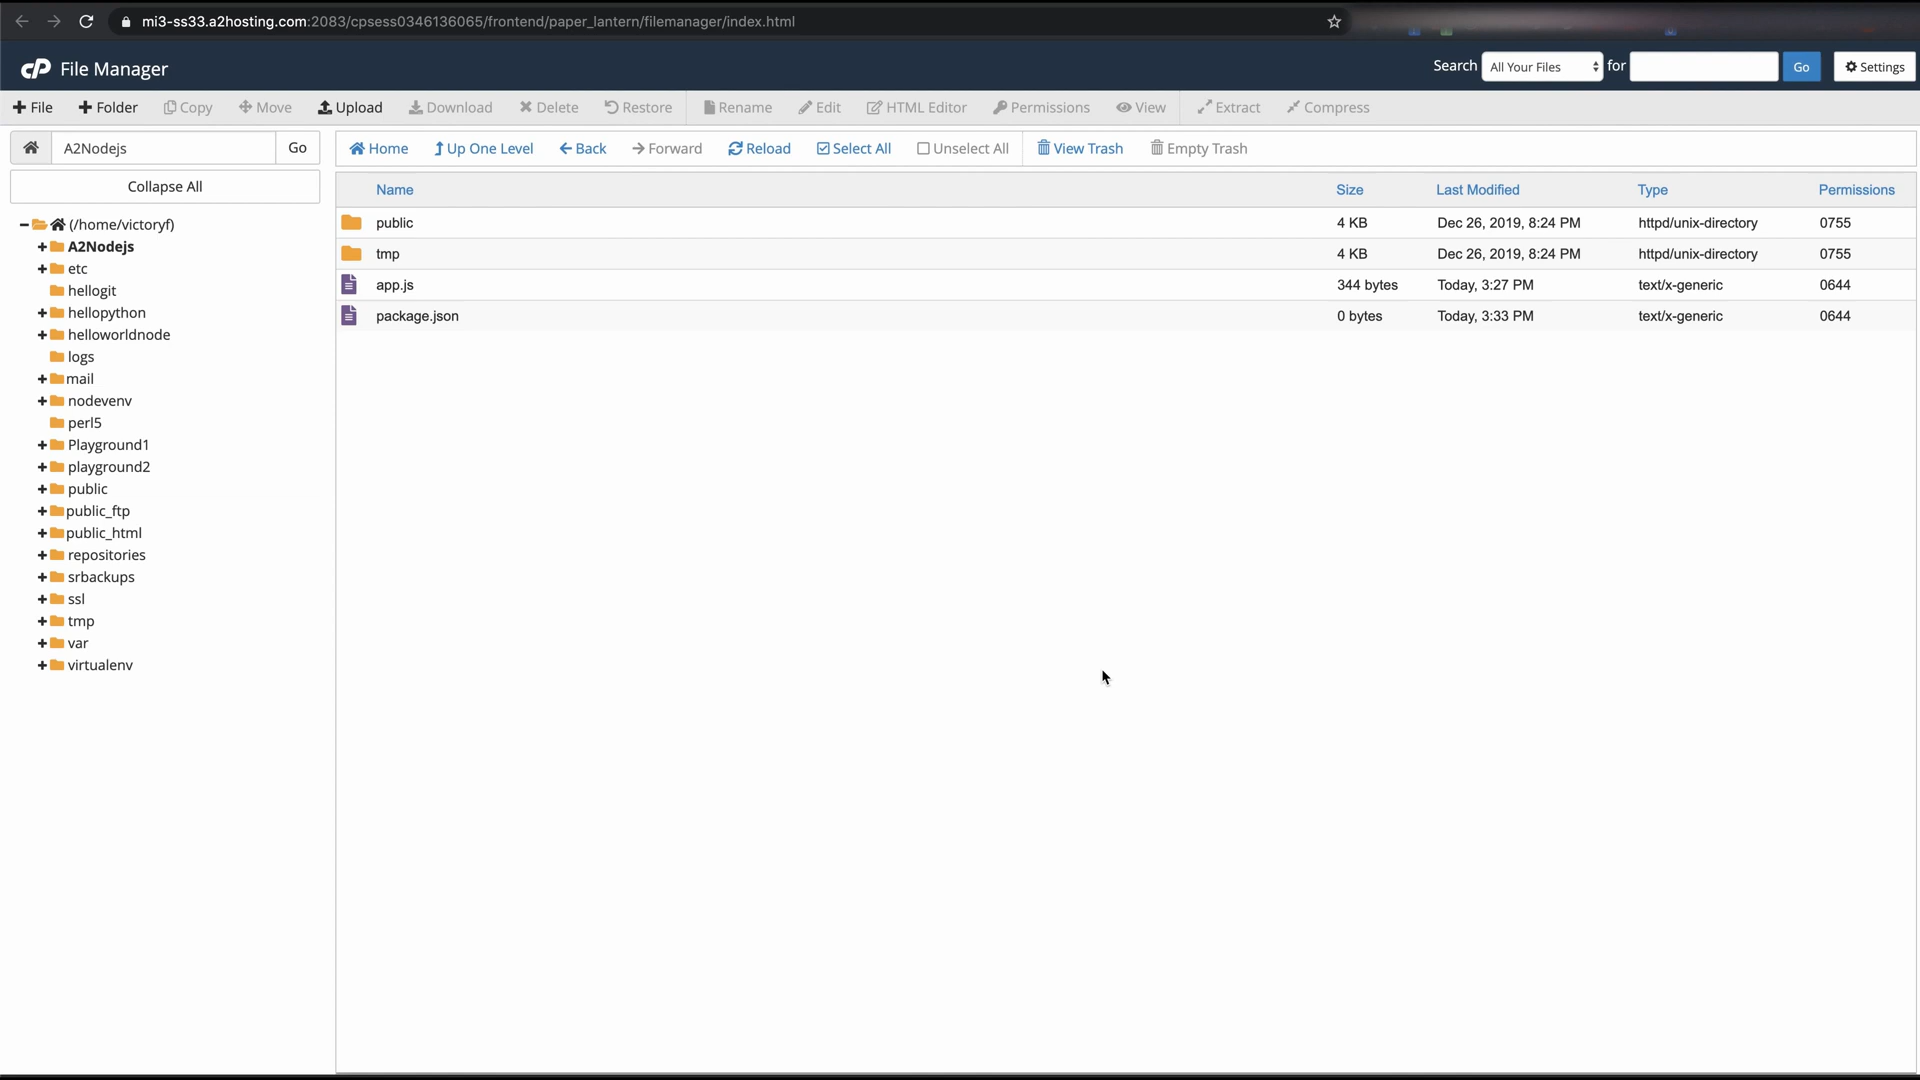 mi3-ss33.a2hosting.com:2083/cpsess0346136065/frontend/paper_lantern/filemanager/index.html
cP File Manager
Search All Your Files for Go Settings
File Folder Copy Move Upload Download Delete Restore Rename Edit HTML Editor Permissions View Extract Compress
A2Nodejs Go
Home Up One Level Back Forward Reload Select All Unselect All View Trash Empty Trash
Collapse All
(/home/victoryf)
A2Nodejs
etc
hellogit
hellopython
helloworldnode
logs
mail
nodevenv
perl5
Playground1
playground2
public
public_ftp
public_html
repositories
srbackups
ssl
tmp
var
virtualenv
Name Size Last Modified Type Permissions
public 4 KB Dec 26, 2019, 8:24 PM httpd/unix-directory 0755
tmp 4 KB Dec 26, 2019, 8:24 PM httpd/unix-directory 0755
app.js 344 bytes Today, 3:27 PM text/x-generic 0644
package.json 0 bytes Today, 3:33 PM text/x-generic 0644